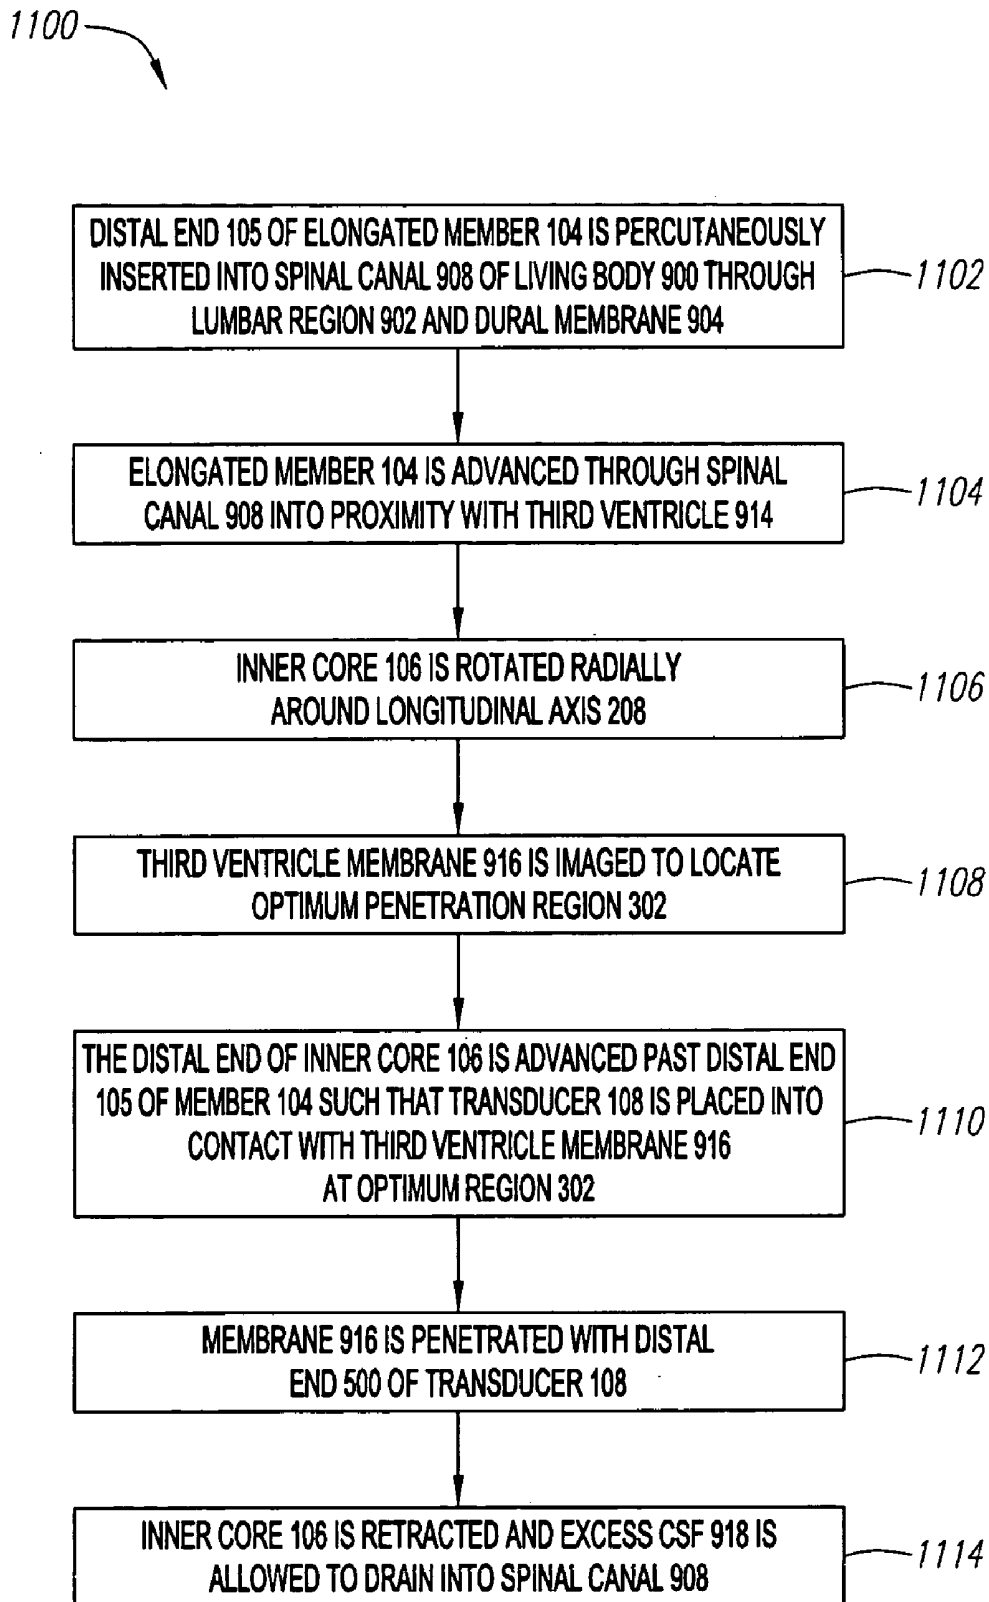 1100
DISTAL END 105 OF ELONGATED MEMBER 104 IS PERCUTANEOUSLY
INSERTED INTO SPINAL CANAL 908 OF LIVING BODY 900 THROUGH
LUMBAR REGION 902 AND DURAL MEMBRANE 904
1102
ELONGATED MEMBER 104 IS ADVANCED THROUGH SPINAL
CANAL 908 INTO PROXIMITY WITH THIRD VENTRICLE 914
1104
INNER CORE 106 IS ROTATED RADIALLY
AROUND LONGITUDINAL AXIS 208
1106
THIRD VENTRICLE MEMBRANE 916 IS IMAGED TO LOCATE
OPTIMUM PENETRATION REGION 302
1108
THE DISTAL END OF INNER CORE 106 IS ADVANCED PAST DISTAL END
105 OF MEMBER 104 SUCH THAT TRANSDUCER 108 IS PLACED INTO
CONTACT WITH THIRD VENTRICLE MEMBRANE 916
AT OPTIMUM REGION 302
1110
MEMBRANE 916 IS PENETRATED WITH DISTAL
END 500 OF TRANSDUCER 108
1112
INNER CORE 106 IS RETRACTED AND EXCESS CSF 918 IS
ALLOWED TO DRAIN INTO SPINAL CANAL 908
1114